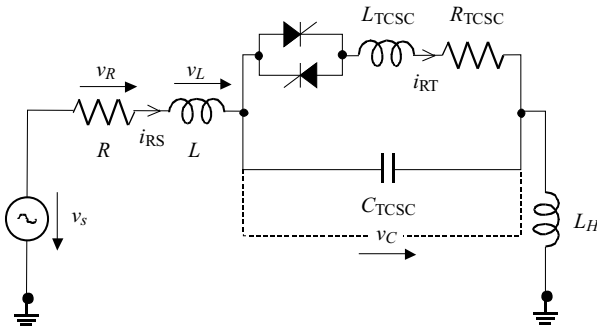 L_TCSC R_TCSC
v_R v_L
i_RT
i_RS
R L
C_TCSC
v_s
v_C
L_H